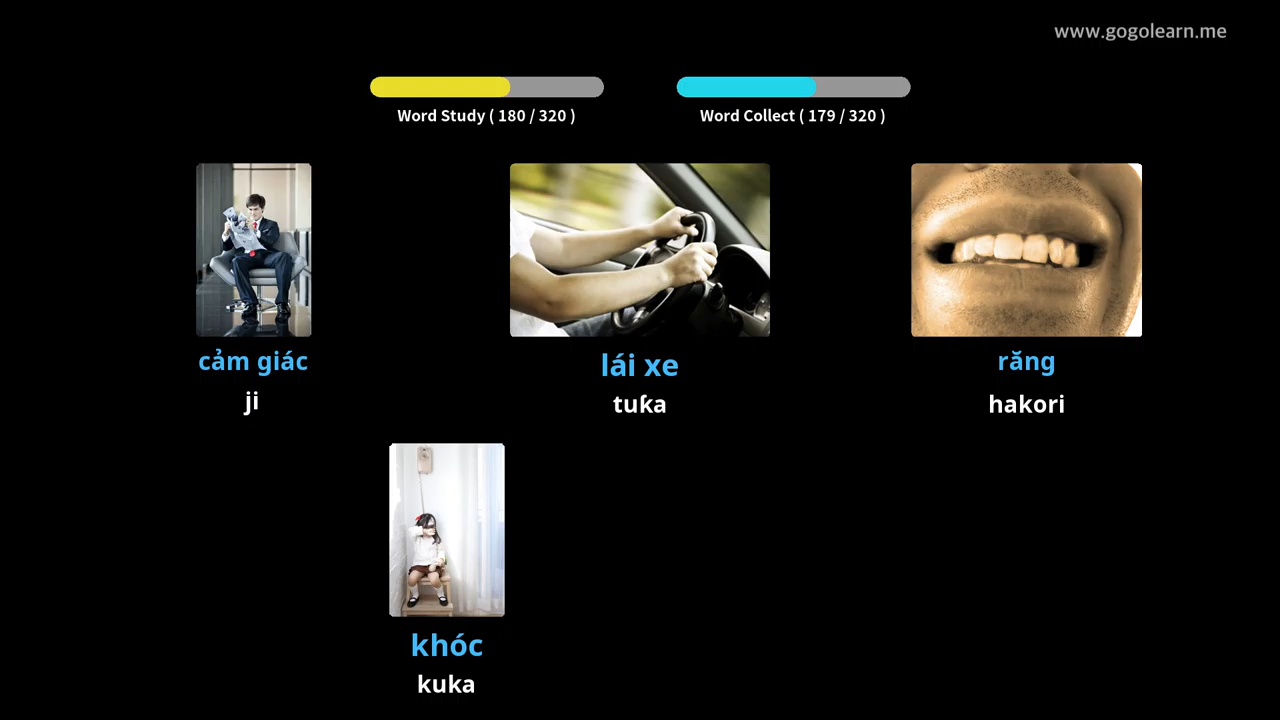 www.gogolearn.me
Word Study ( 180 / 320 )
Word Collect ( 179 / 320 )
cảm giác
ji
lái xe
tuƙa
răng
hakori
khóc
kuka